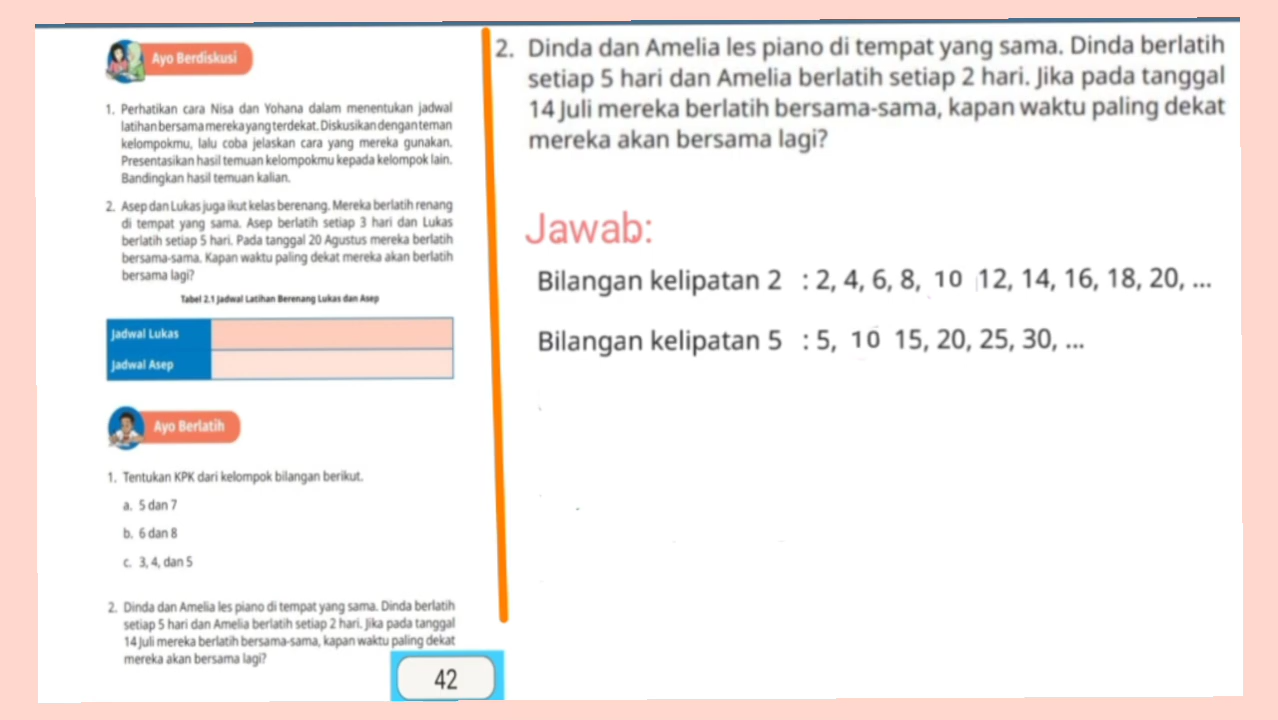 Ayo Berdiskusi
1. Perhatikan cara Nisa dan Yohana dalam menentukan jadwal
latihan bersama mereka yang terdekat. Diskusikan dengan teman
kelompokmu, lalu coba jelaskan cara yang mereka gunakan.
Presentasikan hasil temuan kelompokmu kepada kelompok lain.
Bandingkan hasil temuan kalian.
2. Asep dan Lukas juga ikut kelas berenang. Mereka berlatih renang
di tempat yang sama. Asep berlatih setiap 3 hari dan Lukas
berlatih setiap 5 hari. Pada tanggal 20 Agustus mereka berlatih
bersama-sama. Kapan waktu paling dekat mereka akan berlatih
bersama lagi?
Tabel 2.1 Jadwal Latihan Berenang Lukas dan Asep
Jadwal Lukas
Jadwal Asep
Ayo Berlatih
1. Tentukan KPK dari kelompok bilangan berikut.
a. 5 dan 7
b. 6 dan 8
c. 3, 4, dan 5
2. Dinda dan Amelia les piano di tempat yang sama. Dinda berlatih
setiap 5 hari dan Amelia berlatih setiap 2 hari. Jika pada tanggal
14 Juli mereka berlatih bersama-sama, kapan waktu paling dekat
mereka akan bersama lagi?
42
2. Dinda dan Amelia les piano di tempat yang sama. Dinda berlatih
setiap 5 hari dan Amelia berlatih setiap 2 hari. Jika pada tanggal
14 Juli mereka berlatih bersama-sama, kapan waktu paling dekat
mereka akan bersama lagi?
Jawab:
Bilangan kelipatan 2 : 2, 4, 6, 8, 10 12, 14, 16, 18, 20, ...
Bilangan kelipatan 5 : 5, 10 15, 20, 25, 30, ...